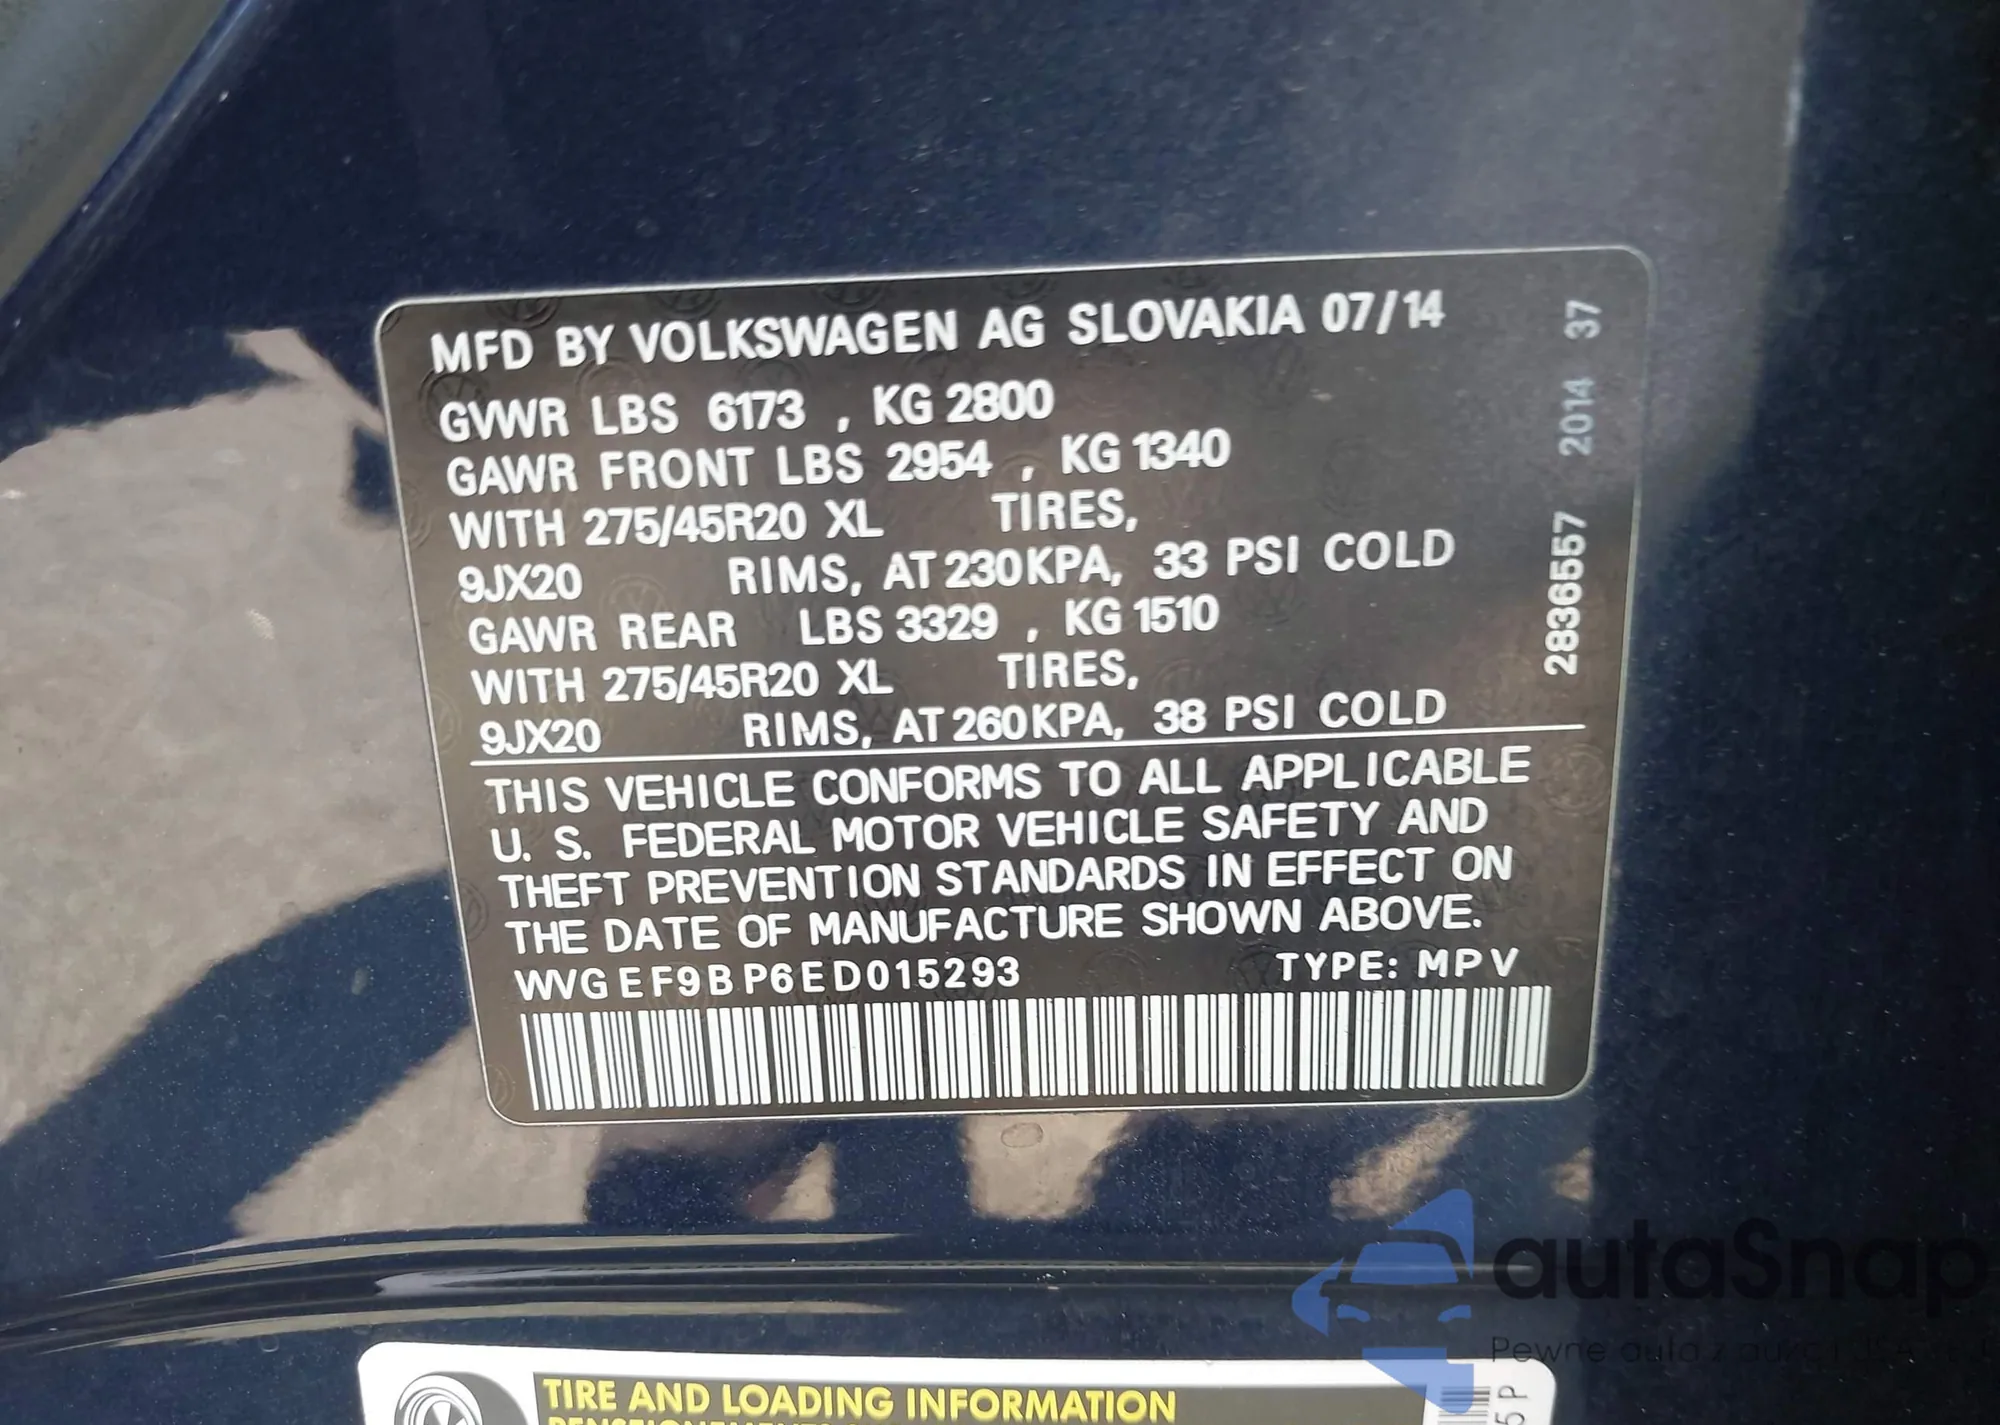 MFD BY VOLKSWAGEN AG SLOVAKIA 07/14
GVWR LBS 6173 , KG 2800
GAWR FRONT LBS 2954 , KG 1340
WITH 275/45R20 XL TIRES,
9JX20 RIMS, AT 230KPA, 33 PSI COLD
GAWR REAR LBS 3329 , KG 1510
WITH 275/45R20 XL TIRES,
9JX20 RIMS, AT 260KPA, 38 PSI COLD
THIS VEHICLE CONFORMS TO ALL APPLICABLE
U. S. FEDERAL MOTOR VEHICLE SAFETY AND
THEFT PREVENTION STANDARDS IN EFFECT ON
THE DATE OF MANUFACTURE SHOWN ABOVE.
WVGEF9BP6ED015293 TYPE: MPV
2836557 2014 37
TIRE AND LOADING INFORMATION
5P
autaSnap
Pewne auto z